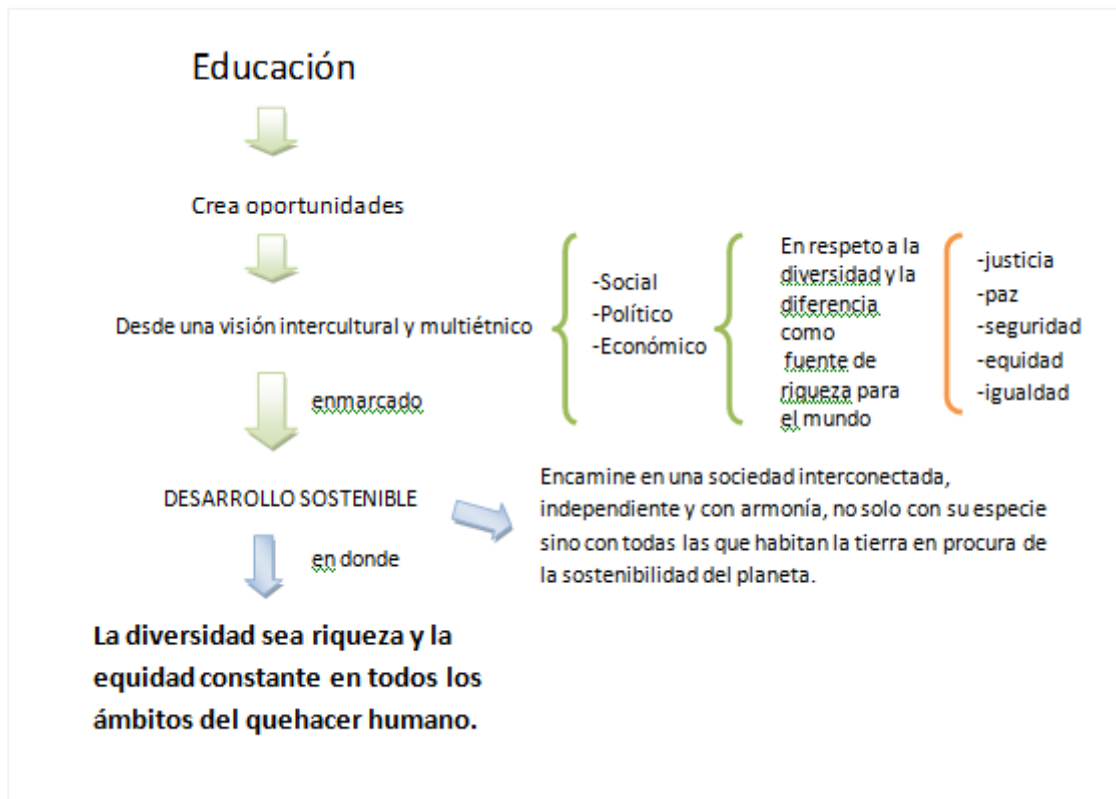 Educación
Crea oportunidades
Desde una visión intercultural y multiétnico
-Social
-Político
-Económico
En respeto a la
diversidad y la
diferencia
como
fuente de
riqueza para
el mundo
-justicia
-paz
-seguridad
-equidad
-igualdad
enmarcado
DESARROLLO SOSTENIBLE
Encamine en una sociedad interconectada,
independiente y con armonía, no solo con su especie
sino con todas las que habitan la tierra en procura de
la sostenibilidad del planeta.
en donde
La diversidad sea riqueza y la
equidad constante en todos los
ámbitos del quehacer humano.